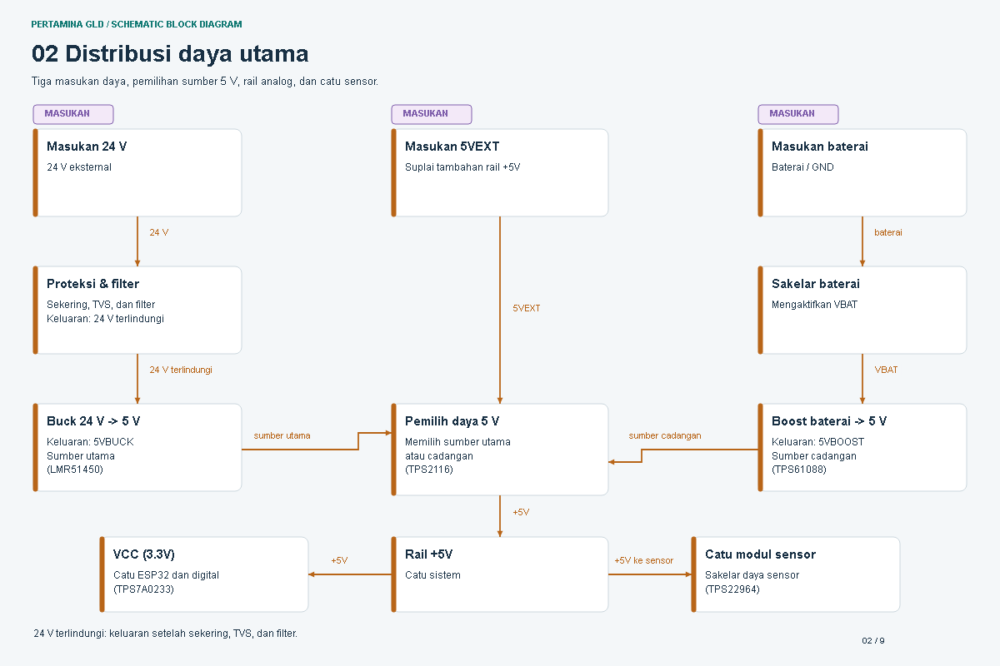 PERTAMINA GLD / SCHEMATIC BLOCK DIAGRAM
02 Distribusi daya utama
Tiga masukan daya, pemilihan sumber 5 V, rail analog, dan catu sensor.
MASUKAN
MASUKAN
MASUKAN
Masukan 24 V
24 V eksternal
Masukan 5VEXT
Suplai tambahan rail +5V
Masukan baterai
Baterai / GND
24 V
5VEXT
baterai
Proteksi & filter
Sekering, TVS, dan filter
Keluaran: 24 V terlindungi
Sakelar baterai
Mengaktifkan VBAT
24 V terlindungi
VBAT
Buck 24 V -> 5 V
Keluaran: 5VBUCK
Sumber utama
(LMR51450)
sumber utama
Pemilih daya 5 V
Memilih sumber utama
atau cadangan
(TPS2116)
sumber cadangan
Boost baterai -> 5 V
Keluaran: 5VBOOST
Sumber cadangan
(TPS61088)
+5V
VCC (3.3V)
Catu ESP32 dan digital
(TPS7A0233)
+5V
Rail +5V
Catu sistem
+5V ke sensor
Catu modul sensor
Sakelar daya sensor
(TPS22964)
24 V terlindungi: keluaran setelah sekering, TVS, dan filter.
02 / 9